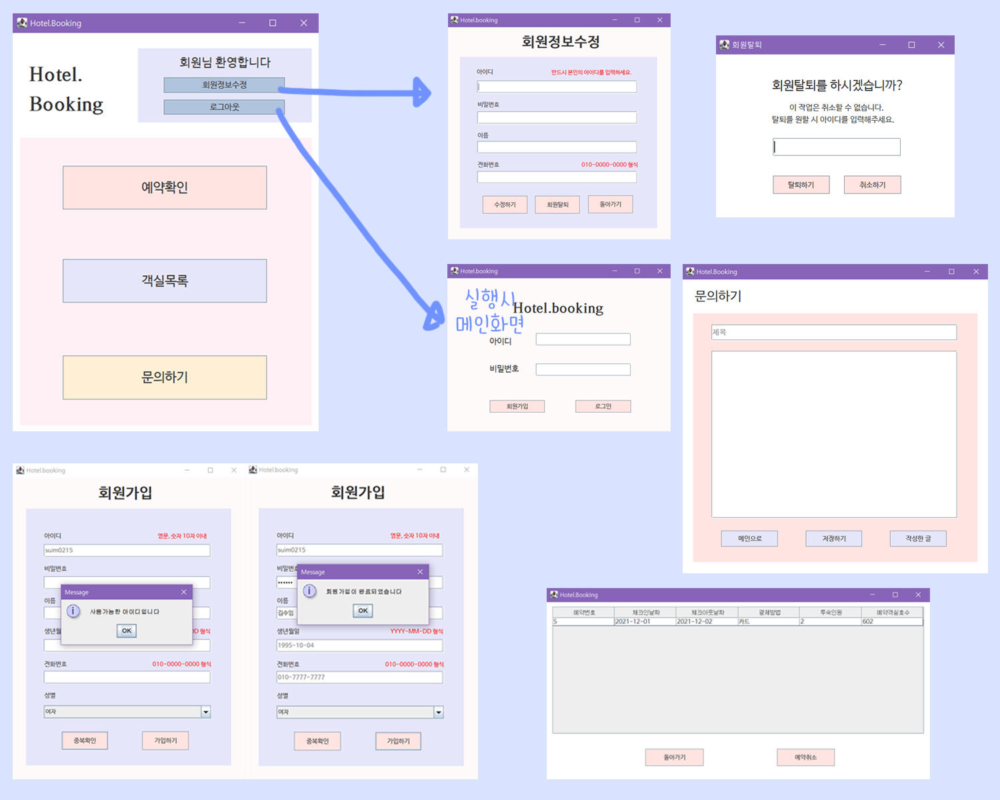 Hotel.Booking
Hotel.
Booking
회원님 환영합니다
회원정보수정
로그아웃
예약확인
객실목록
문의하기
Hotel.booking
회원정보수정
아이디
반드시 본인의 아이디를 입력하세요.
비밀번호
이름
전화번호
010-0000-0000 형식
수정하기
회원탈퇴
돌아가기
회원탈퇴
회원탈퇴를 하시겠습니까?
이 작업은 취소할 수 없습니다.
탈퇴를 원할 시 아이디를 입력해주세요.
탈퇴하기
취소하기
Hotel.booking
실행시
메인화면
Hotel.booking
아이디
비밀번호
회원가입
로그인
Hotel.Booking
문의하기
제목
메인으로
저장하기
작성한 글
Hotel.booking
회원가입
아이디
영문, 숫자 10자 이내
suim0215
비밀번호
Message
사용가능한 아이디입니다
OK
이름
생년월
DD 형식
전화번호
010-0000-0000 형식
성별
여자
중복확인
가입하기
Hotel.booking
회원가입
아이디
영문, 숫자 10자 이내
suim0215
비밀번호
••••••
Message
회원가입이 완료되었습니다
OK
이름
김수임
생년월일
YYYY-MM-DD 형식
1995-10-04
전화번호
010-0000-0000 형식
010-7777-7777
성별
여자
중복확인
가입하기
Hotel.Booking
예약번호 체크인날짜 체크아웃날짜 결제방법 투숙인원 예약객실호수
5 2021-12-01 2021-12-02 카드 2 602
돌아가기
예약취소